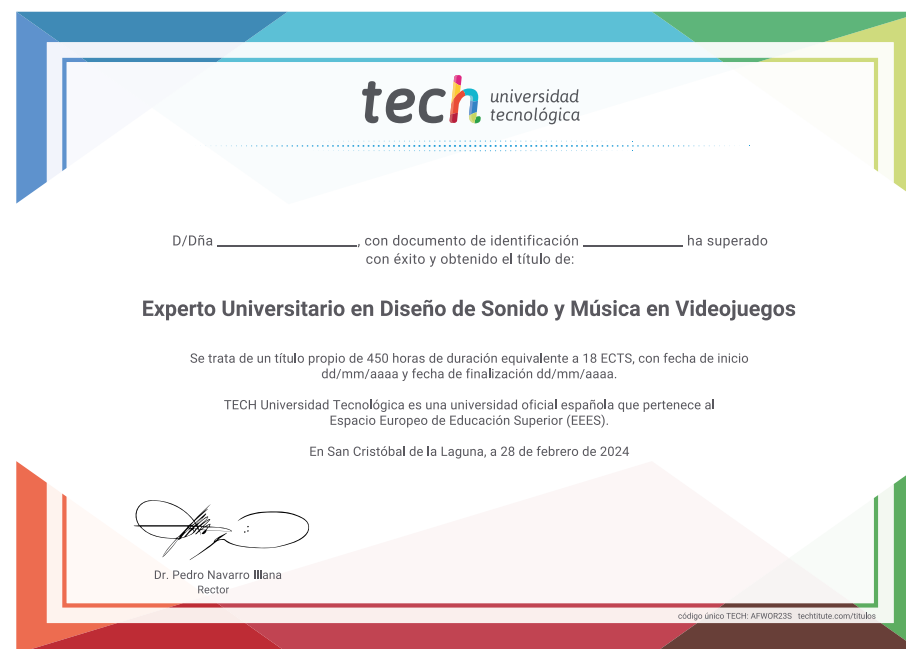 tech universidad
tecnológica
D/Dña ____________________, con documento de identificación ______________ ha superado
con éxito y obtenido el título de:
Experto Universitario en Diseño de Sonido y Música en Videojuegos
Se trata de un título propio de 450 horas de duración equivalente a 18 ECTS, con fecha de inicio
dd/mm/aaaa y fecha de finalización dd/mm/aaaa.
TECH Universidad Tecnológica es una universidad oficial española que pertenece al
Espacio Europeo de Educación Superior (EEES).
En San Cristóbal de la Laguna, a 28 de febrero de 2024
Dr. Pedro Navarro Illana
Rector
código único TECH: AFWOR23S techtitute.com/titulos